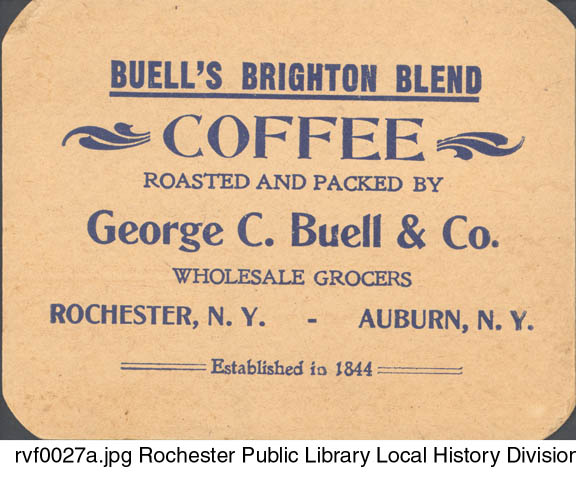 BUELL'S BRIGHTON BLEND
COFFEE
ROASTED AND PACKED BY
George C. Buell & Co.
WHOLESALE GROCERS
ROCHESTER, N. Y. - AUBURN, N. Y.
Established in 1844
rvf0027a.jpg Rochester Public Library Local History Division